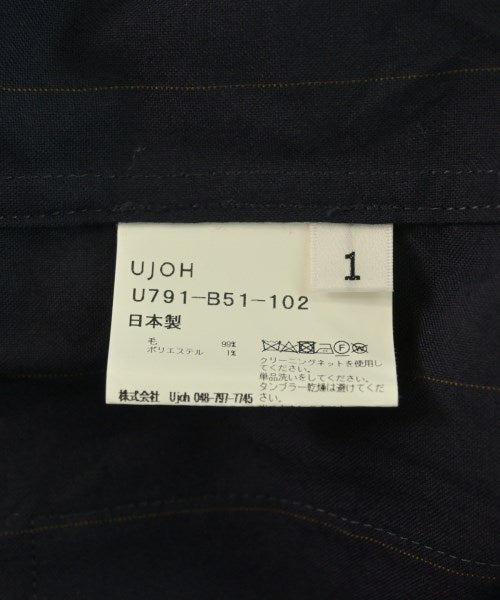 UJOH
1
U791-B51-102
日本製
毛 99%
ポリエステル 1%
クリーニングネットを使用し
てください。
単品洗いをしてください。
タンブラー乾燥は避けてくだ
さい。
株式会社 Ujoh 048-797-7745